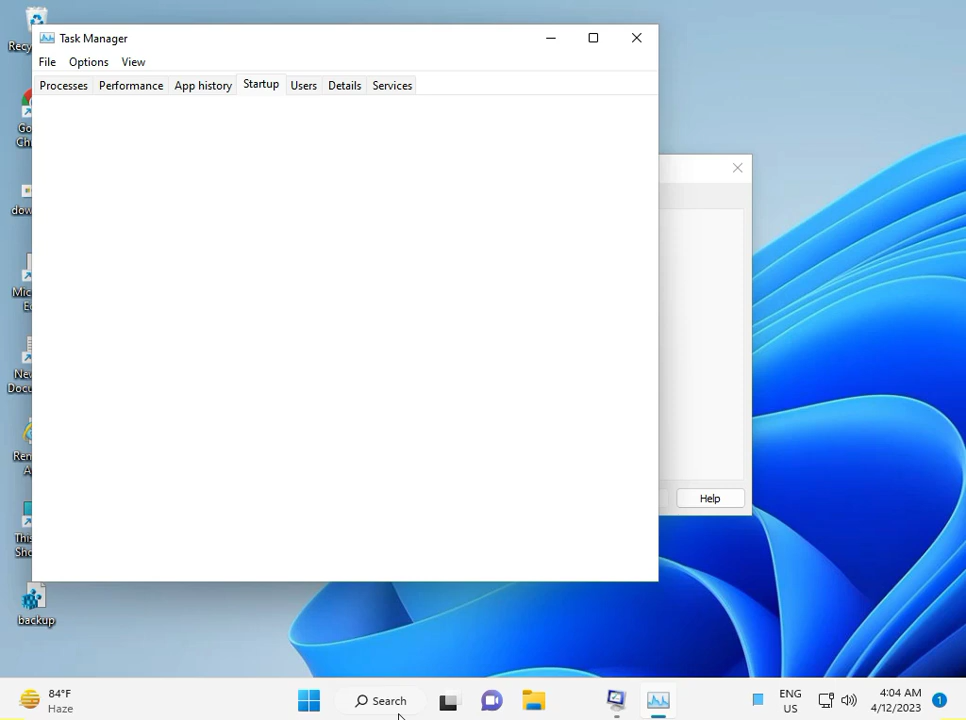 Task Manager
File Options View
Processes Performance App history Startup Users Details Services
Help
backup
84°F
Haze
Search
ENG
US
4:04 AM
4/12/2023
1